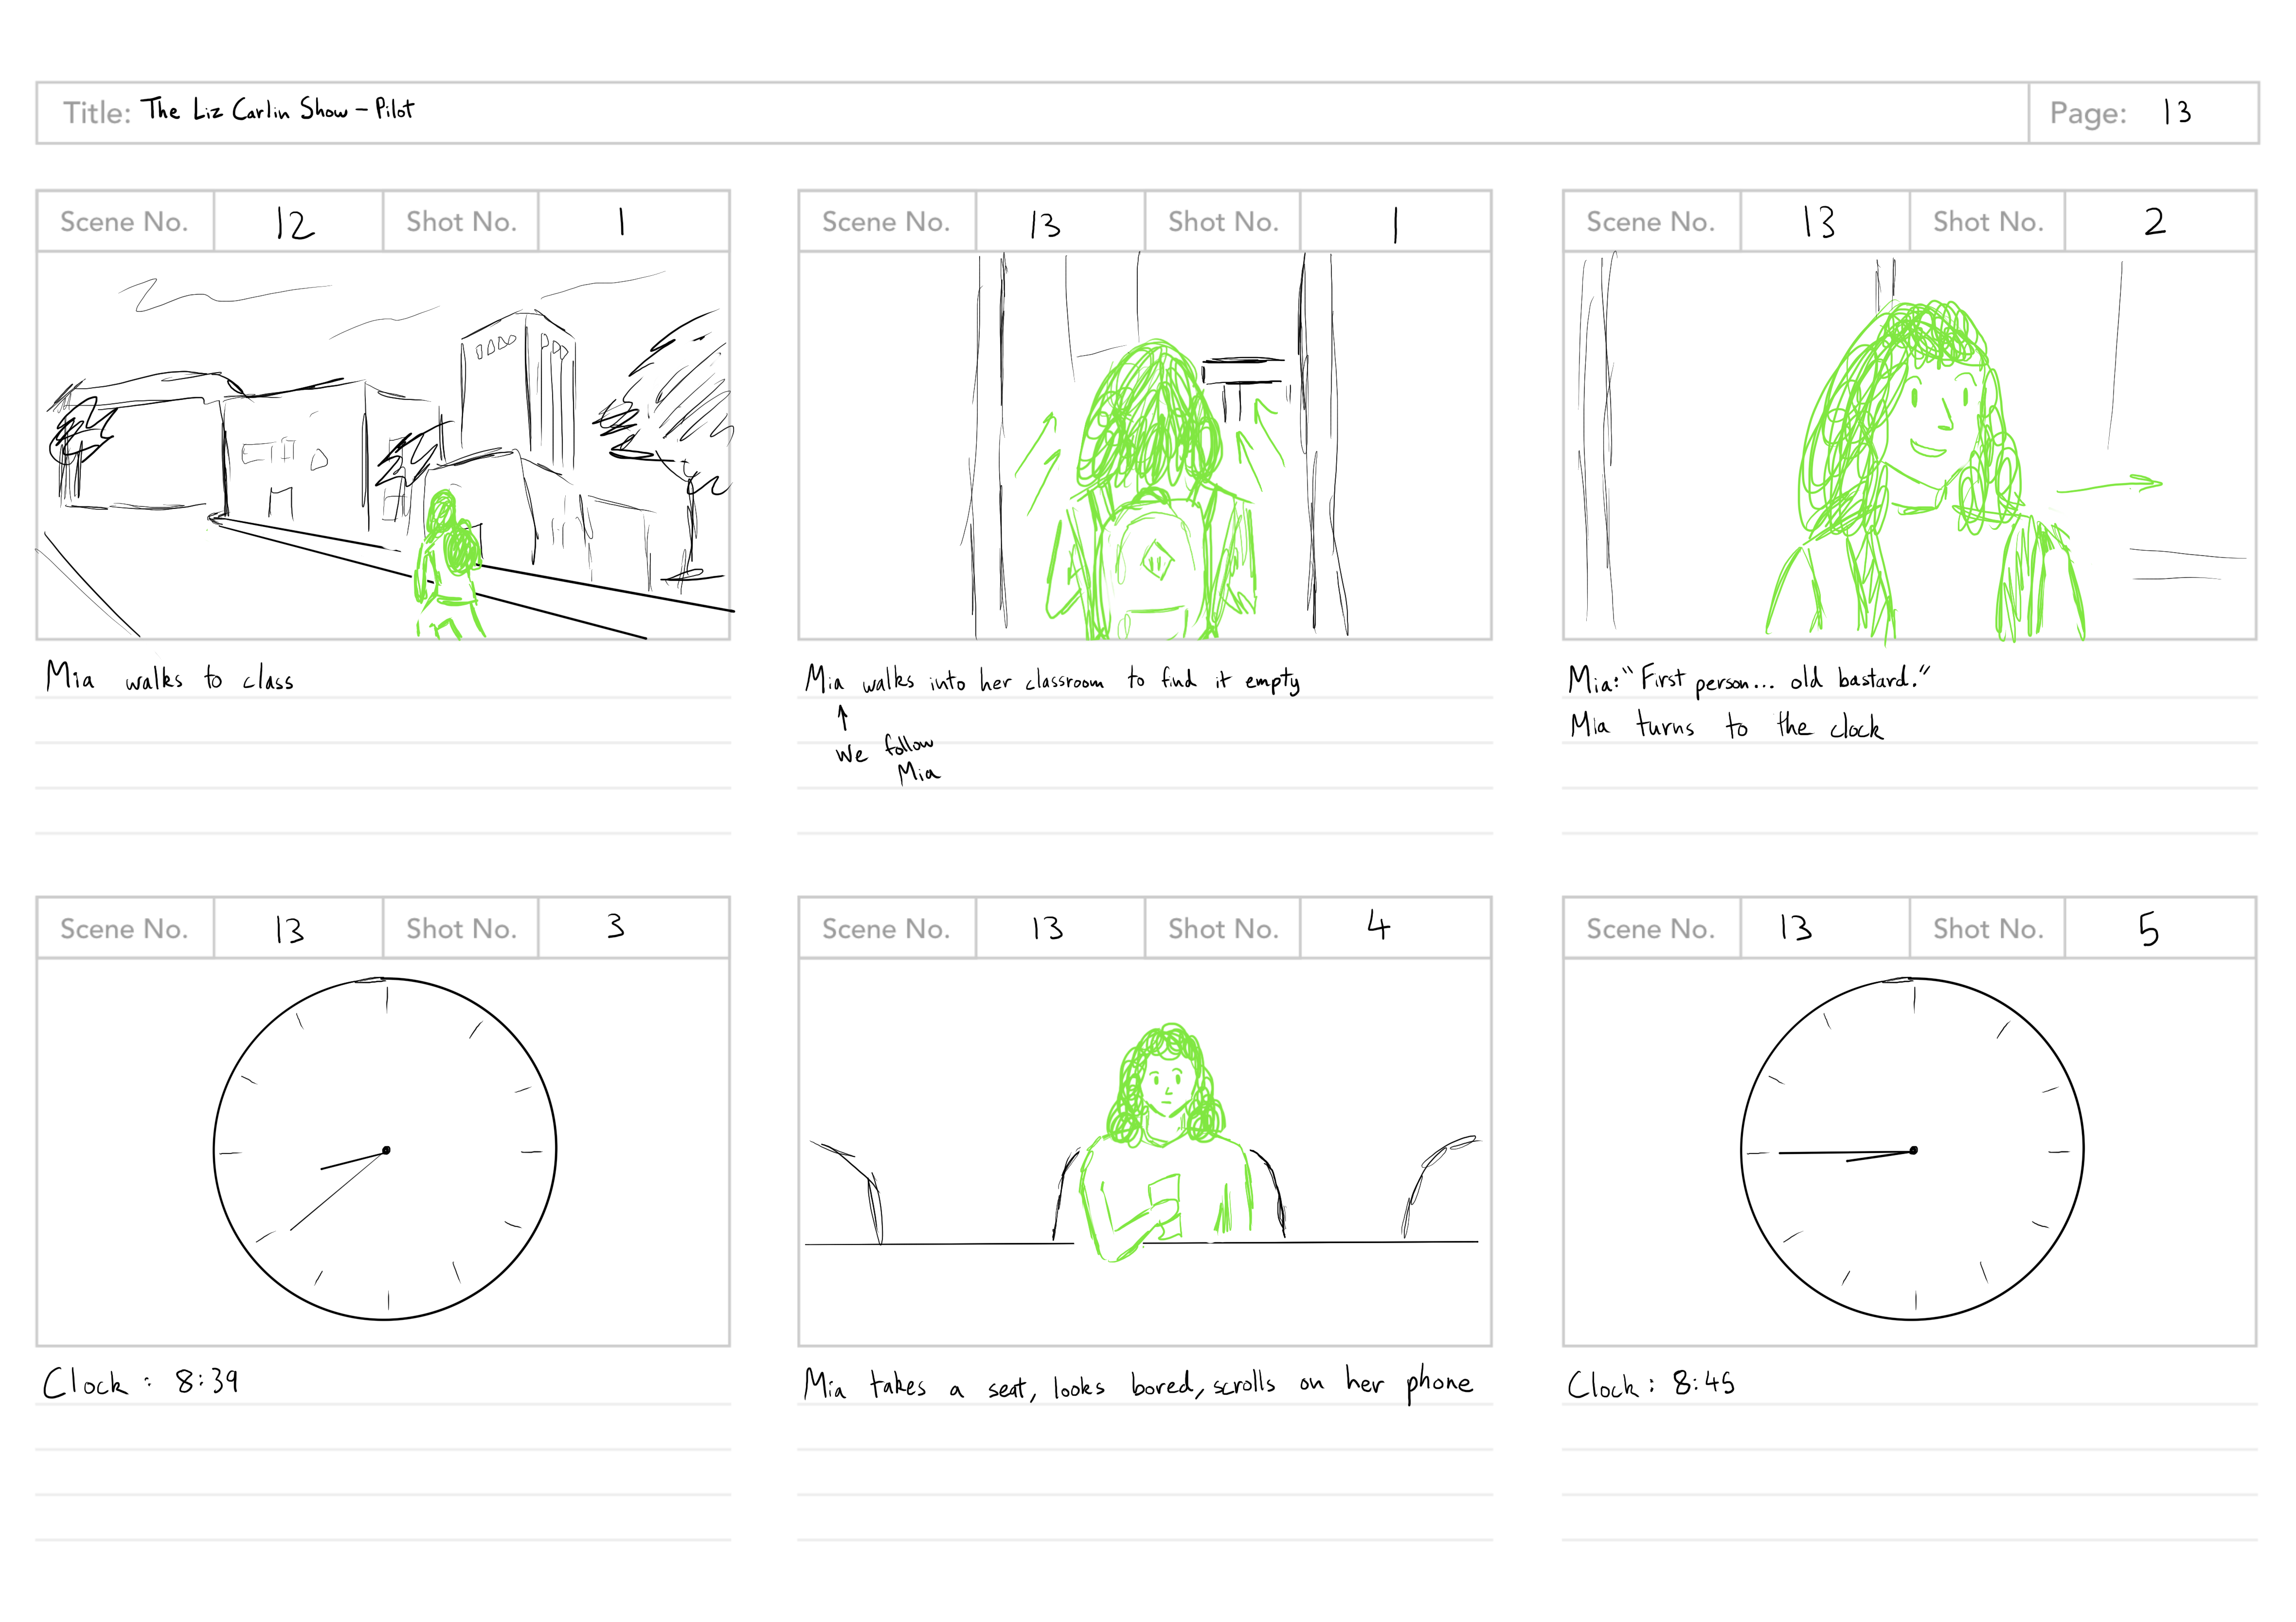 Title: The Liz Carlin Show - Pilot
Page: 13
Scene No. 12 Shot No. 1
Mia walks to class
Scene No. 13 Shot No. 1
Mia walks into her classroom to find it empty
↑
We follow
Mia
Scene No. 13 Shot No. 2
Mia: "First person... old bastard."
Mia turns to the clock
Scene No. 13 Shot No. 3
Clock: 8:39
Scene No. 13 Shot No. 4
Mia takes a seat, looks bored, scrolls on her phone
Scene No. 13 Shot No. 5
Clock: 8:45